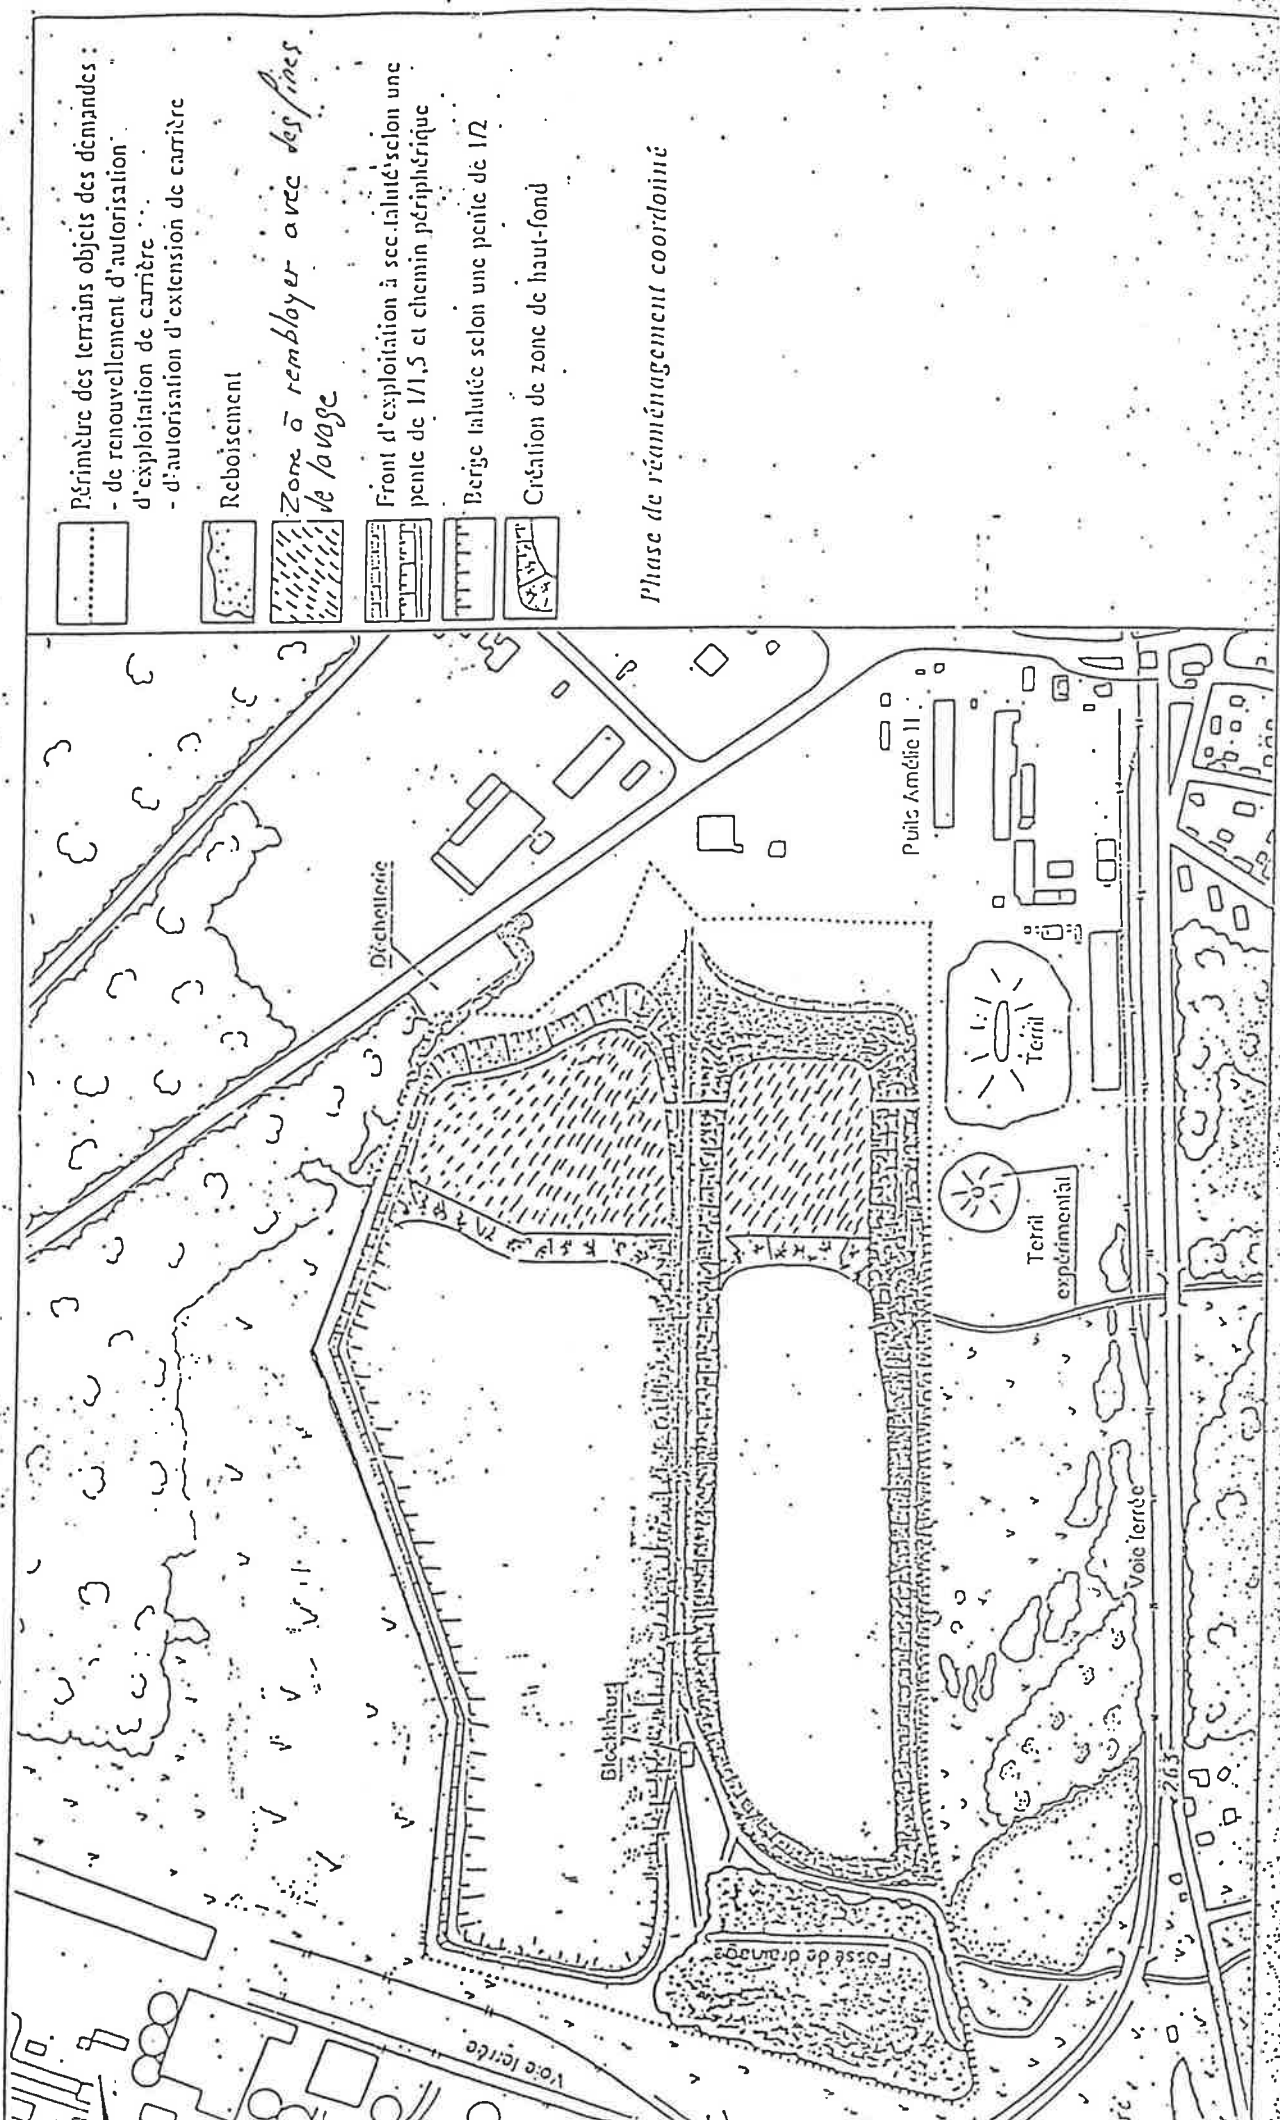 Périmètre des terrains objets des demandes :
- de renouvellement d'autorisation
d'exploitation de carrière
- d'autorisation d'extension de carrière
Reboisement
Zone à remblayer avec des fines
de lavage
Front d'exploitation à sec taluté selon une
pente de 1/1,5 et chemin périphérique
Berge talutée selon une pente de 1/2
Création de zone de haut-fond
Phase de réaménagement coordonné
Déchetterie
Puits Amélie II
Terril
Terril
expérimental
Blockhaus
Voie ferrée
Fossé de drainage
Voie ferrée
263